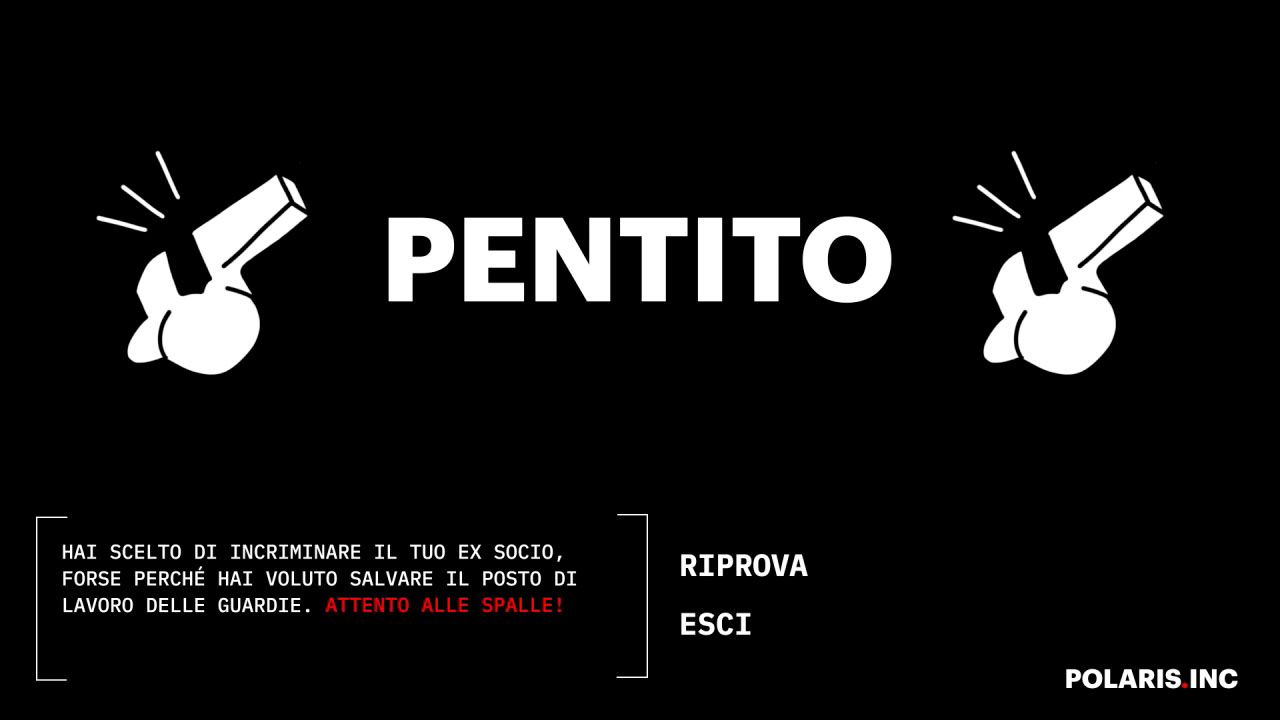 PENTITO
HAI SCELTO DI INCRIMINARE IL TUO EX SOCIO,
FORSE PERCHÉ HAI VOLUTO SALVARE IL POSTO DI
LAVORO DELLE GUARDIE. ATTENTO ALLE SPALLE!
RIPROVA
ESCI
POLARIS.INC